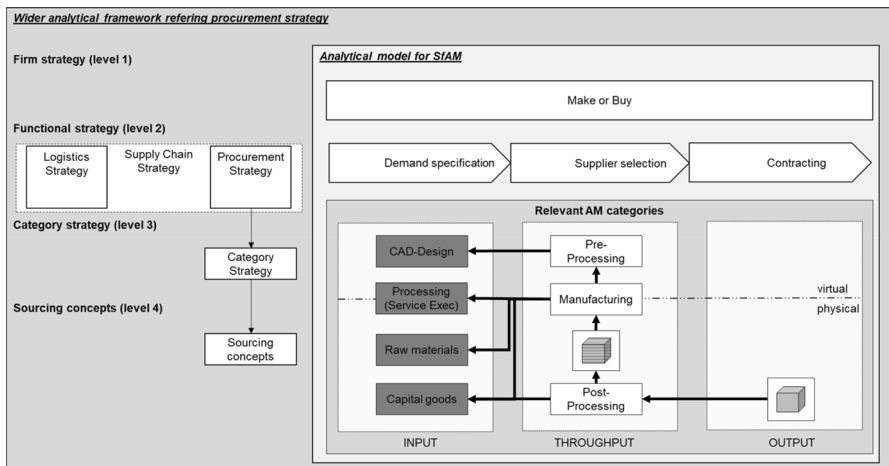 Wider analytical framework refering procurement strategy
Firm strategy (level 1)
Functional strategy (level 2)
Logistics
Strategy
Supply Chain
Strategy
Procurement
Strategy
Category strategy (level 3)
Category
Strategy
Sourcing concepts (level 4)
Sourcing
concepts
Analytical model for SfAM
Make or Buy
Demand specification
Supplier selection
Contracting
Relevant AM categories
CAD-Design
Pre-
Processing
Processing
(Service Exec)
Manufacturing
virtual
physical
Raw materials
Capital goods
Post-
Processing
INPUT
THROUGHPUT
OUTPUT